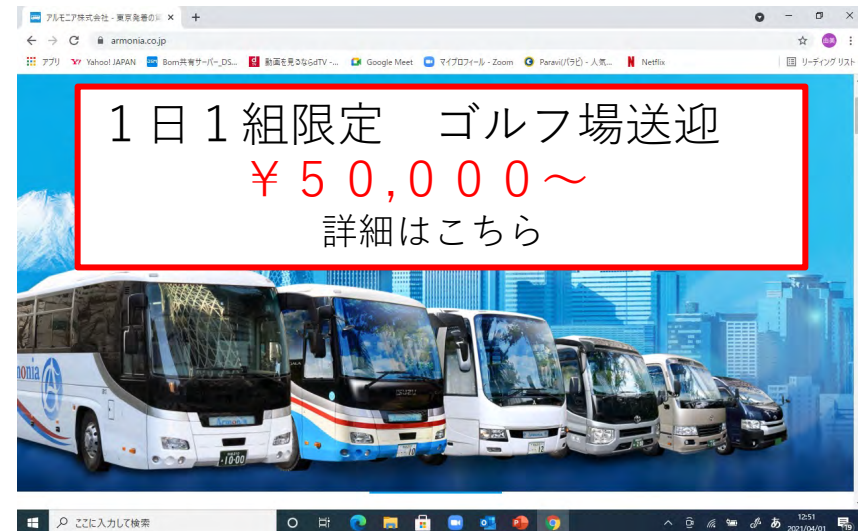 アルモニア株式会社 - 東京発着の
armonia.co.jp
アプリ Yahoo! JAPAN Bom共有サーバ-_DS... 動画を見るならdTV -... Google Meet マイプロフィール - Zoom Paravi(パラビ) - 人気... Netflix リーディング リスト
1日1組限定 ゴルフ場送迎
¥50,000～
詳細はこちら
monia
・・10-00
ここに入力して検索
あ
12:51
2021/04/01